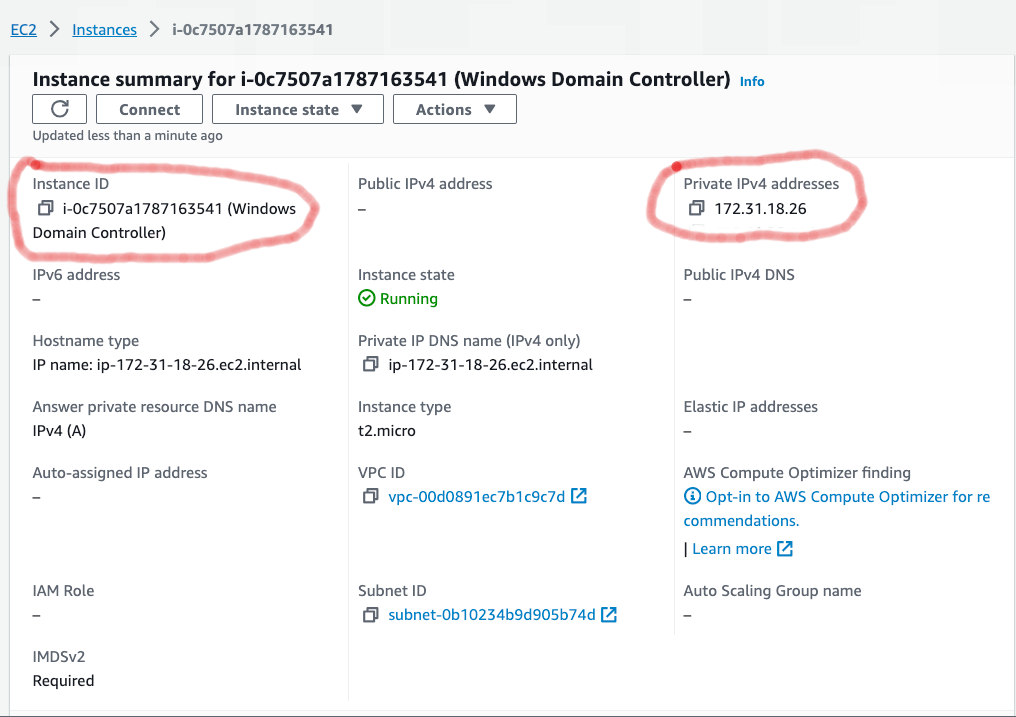 EC2 > Instances > i-0c7507a1787163541
Instance summary for i-0c7507a1787163541 (Windows Domain Controller) Info
Connect Instance state Actions
Updated less than a minute ago
Instance ID
i-0c7507a1787163541 (Windows
Domain Controller)
Public IPv4 address
–
Private IPv4 addresses
172.31.18.26
IPv6 address
–
Instance state
Running
Public IPv4 DNS
–
Hostname type
IP name: ip-172-31-18-26.ec2.internal
Private IP DNS name (IPv4 only)
ip-172-31-18-26.ec2.internal
Answer private resource DNS name
IPv4 (A)
Instance type
t2.micro
Elastic IP addresses
–
Auto-assigned IP address
–
VPC ID
vpc-00d0891ec7b1c9c7d
AWS Compute Optimizer finding
Opt-in to AWS Compute Optimizer for re
commendations.
| Learn more
IAM Role
–
Subnet ID
subnet-0b10234b9d905b74d
Auto Scaling Group name
–
IMDSv2
Required